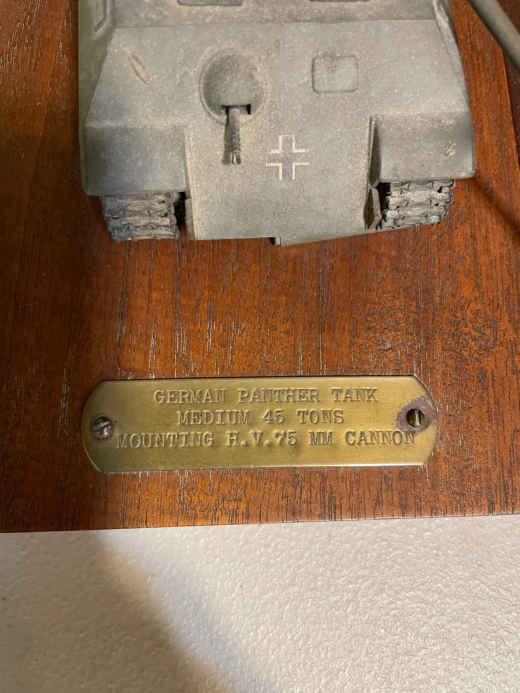 GERMAN PANTHER TANK
MEDIUM 45 TONS
MOUNTING H.V.75 MM CANNON